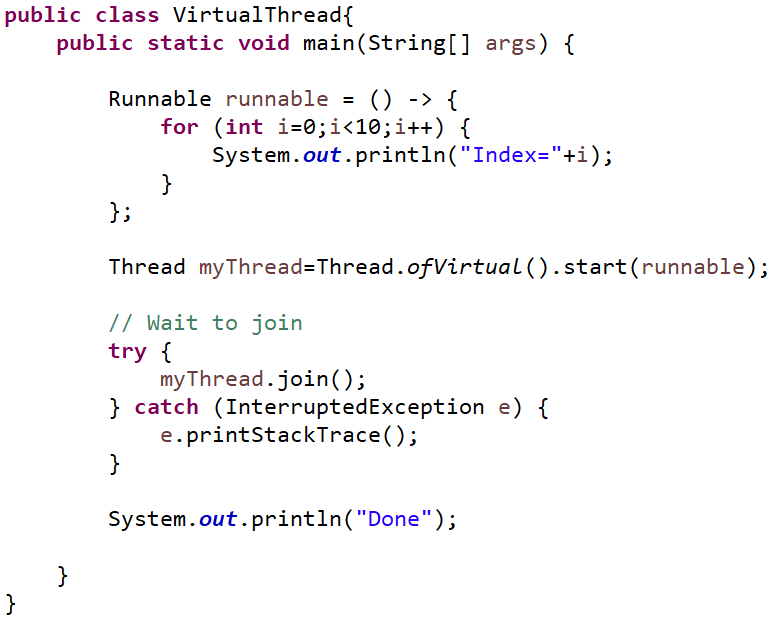 public class VirtualThread{
    public static void main(String[] args) {

        Runnable runnable = () -> {
            for (int i=0;i<10;i++) {
                System.out.println("Index="+i);
            }
        };

        Thread myThread=Thread.ofVirtual().start(runnable);

        // Wait to join
        try {
            myThread.join();
        } catch (InterruptedException e) {
            e.printStackTrace();
        }

        System.out.println("Done");

    }
}